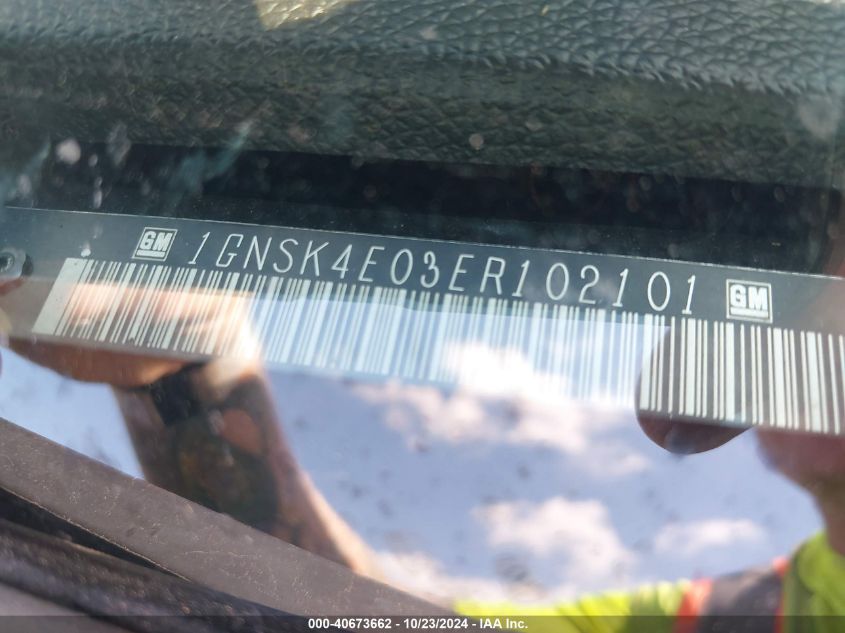 GM 1GNSK4E03ER102101 GM
000-40673662 - 10/23/2024 - IAA Inc.